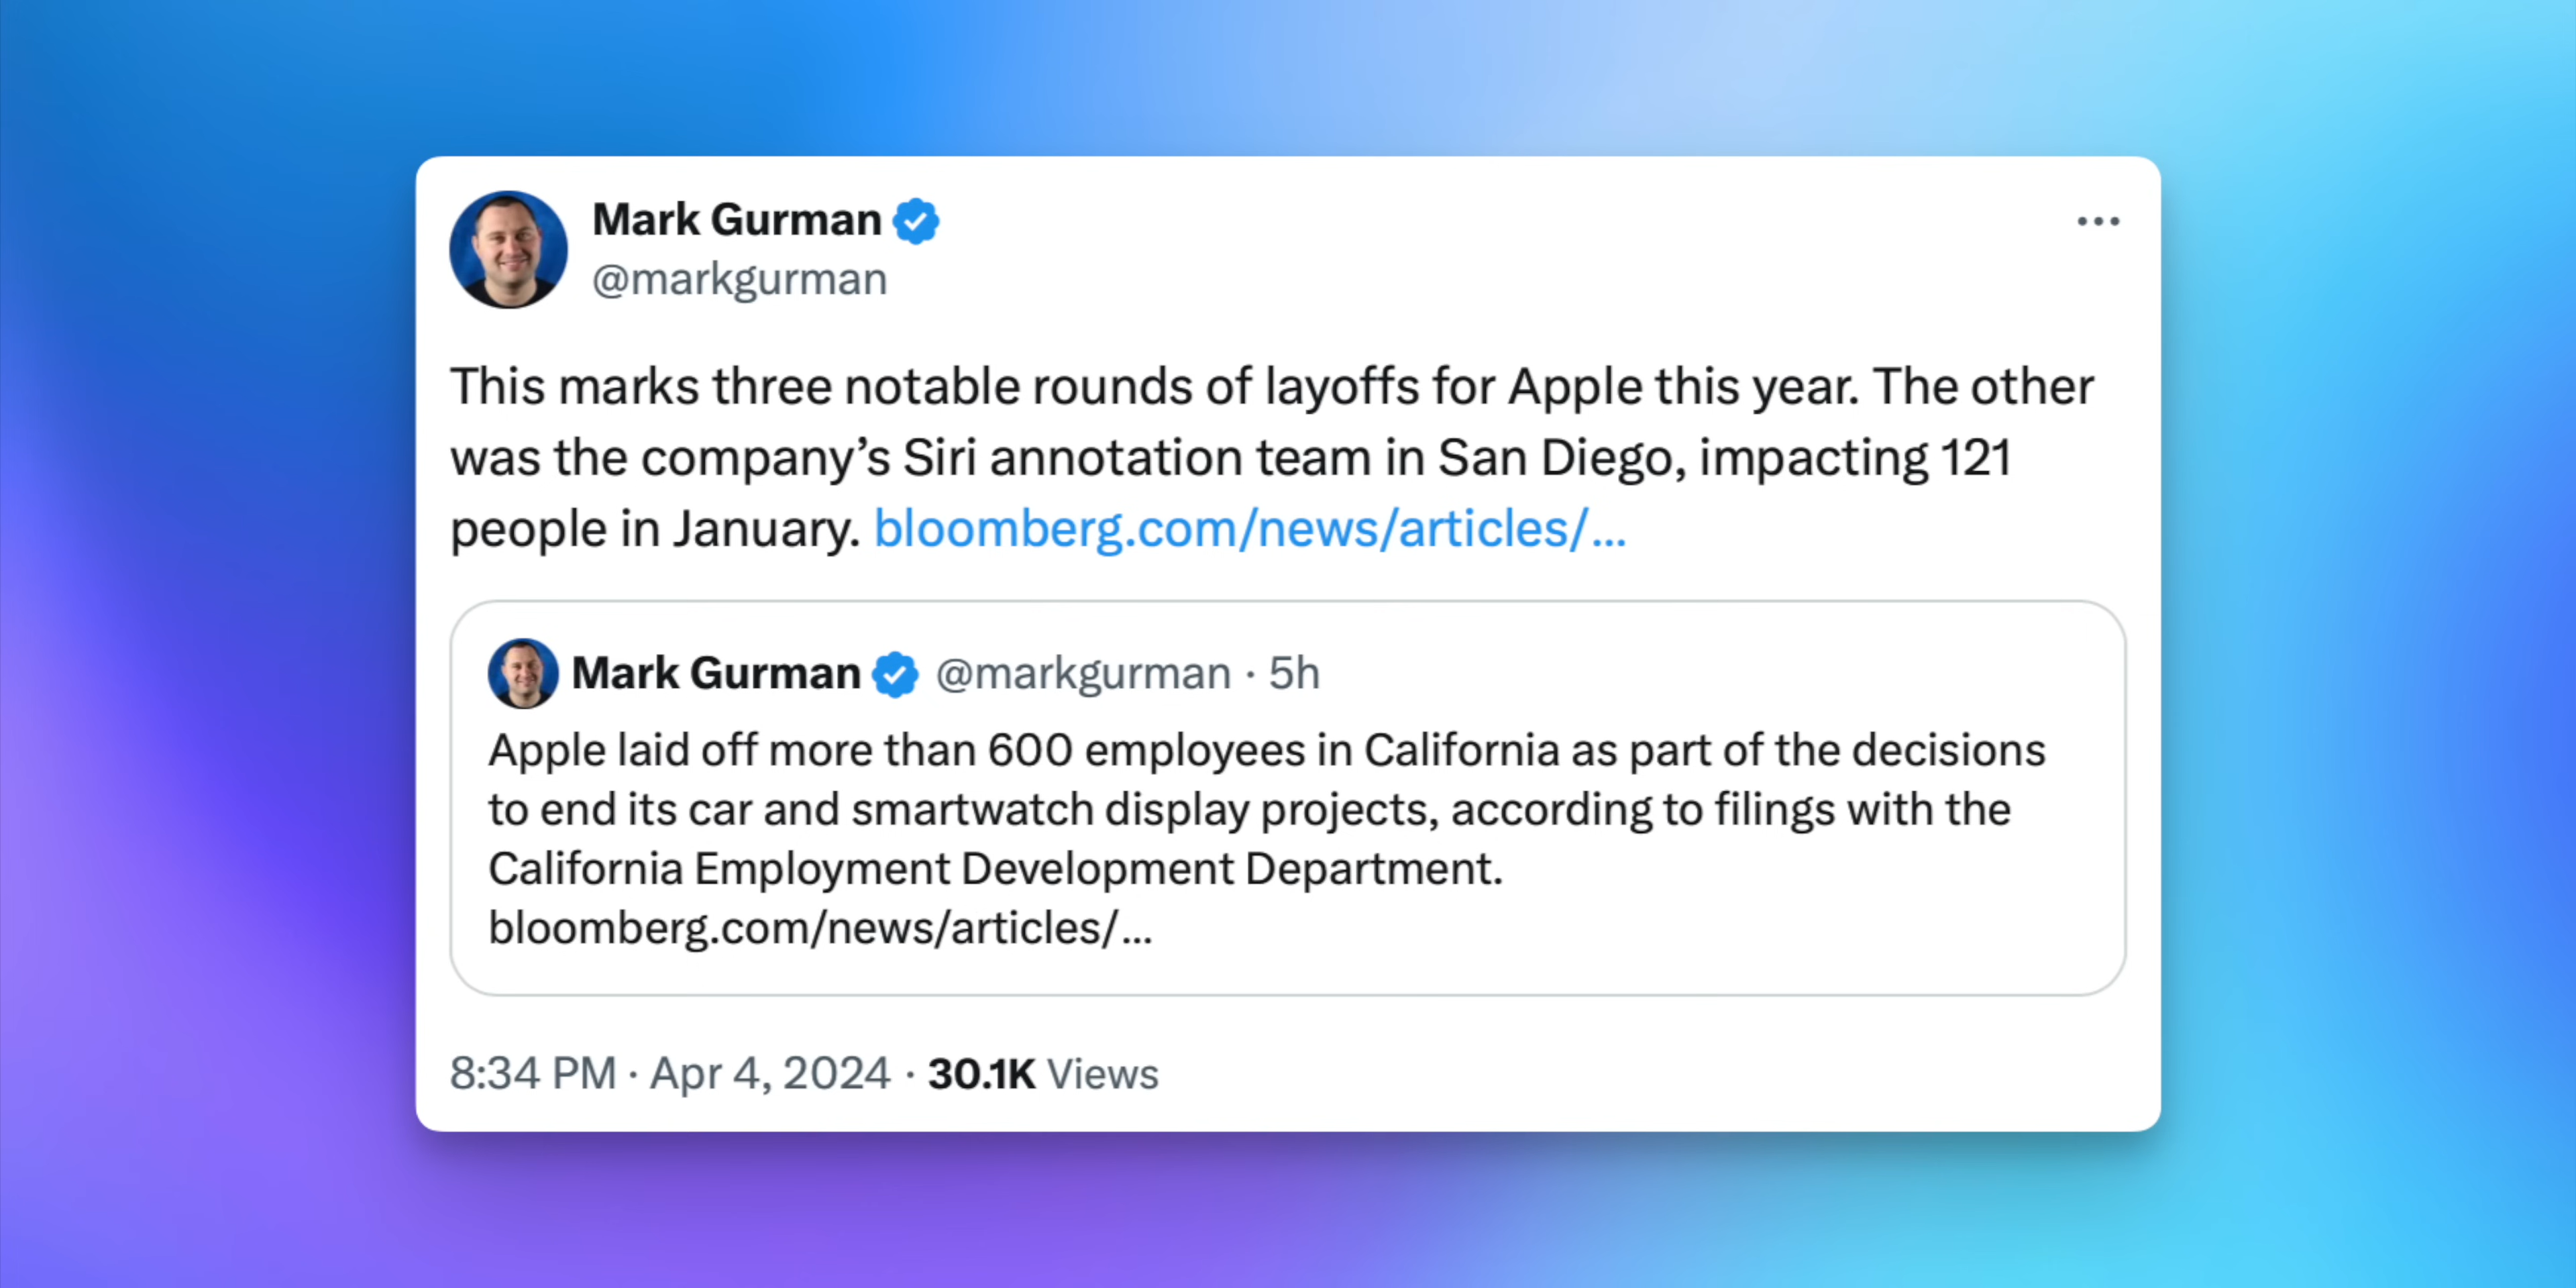 Mark Gurman
@markgurman
This marks three notable rounds of layoffs for Apple this year. The other
was the company’s Siri annotation team in San Diego, impacting 121
people in January. bloomberg.com/news/articles/…
Mark Gurman @markgurman · 5h
Apple laid off more than 600 employees in California as part of the decisions
to end its car and smartwatch display projects, according to filings with the
California Employment Development Department.
bloomberg.com/news/articles/…
8:34 PM · Apr 4, 2024 · 30.1K Views